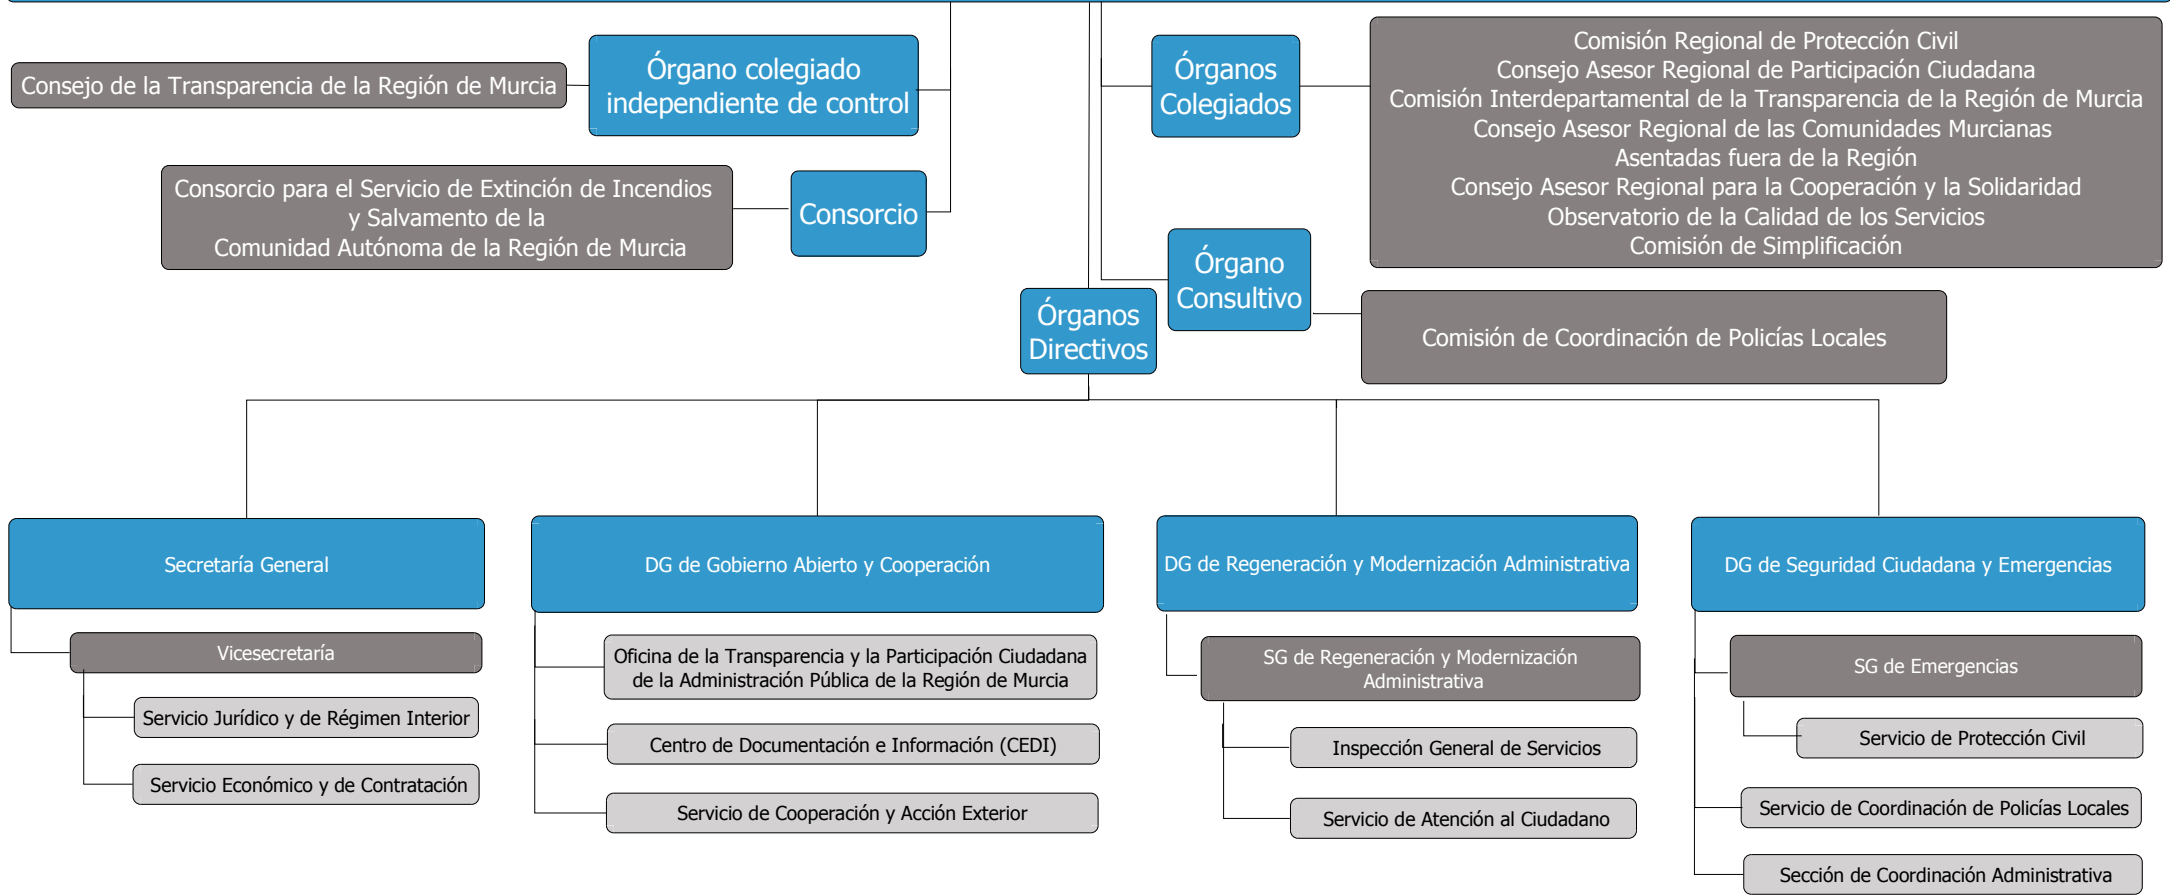 Consejo de la Transparencia de la Región de Murcia
Órgano colegiado
independiente de control
Consorcio para el Servicio de Extinción de Incendios
y Salvamento de la
Comunidad Autónoma de la Región de Murcia
Consorcio
Órganos
Colegiados
Comisión Regional de Protección Civil
Consejo Asesor Regional de Participación Ciudadana
Comisión Interdepartamental de la Transparencia de la Región de Murcia
Consejo Asesor Regional de las Comunidades Murcianas
Asentadas fuera de la Región
Consejo Asesor Regional para la Cooperación y la Solidaridad
Observatorio de la Calidad de los Servicios
Comisión de Simplificación
Órgano
Consultivo
Comisión de Coordinación de Policías Locales
Órganos
Directivos
Secretaría General
Vicesecretaría
Servicio Jurídico y de Régimen Interior
Servicio Económico y de Contratación
DG de Gobierno Abierto y Cooperación
Oficina de la Transparencia y la Participación Ciudadana
de la Administración Pública de la Región de Murcia
Centro de Documentación e Información (CEDI)
Servicio de Cooperación y Acción Exterior
DG de Regeneración y Modernización Administrativa
SG de Regeneración y Modernización
Administrativa
Inspección General de Servicios
Servicio de Atención al Ciudadano
DG de Seguridad Ciudadana y Emergencias
SG de Emergencias
Servicio de Protección Civil
Servicio de Coordinación de Policías Locales
Sección de Coordinación Administrativa